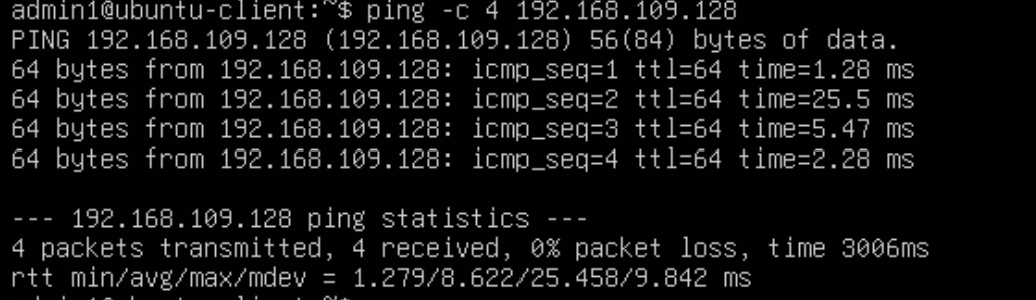 admin1@ubuntu-client:~$ ping -c 4 192.168.109.128
PING 192.168.109.128 (192.168.109.128) 56(84) bytes of data.
64 bytes from 192.168.109.128: icmp_seq=1 ttl=64 time=1.28 ms
64 bytes from 192.168.109.128: icmp_seq=2 ttl=64 time=25.5 ms
64 bytes from 192.168.109.128: icmp_seq=3 ttl=64 time=5.47 ms
64 bytes from 192.168.109.128: icmp_seq=4 ttl=64 time=2.28 ms
--- 192.168.109.128 ping statistics ---
4 packets transmitted, 4 received, 0% packet loss, time 3006ms
rtt min/avg/max/mdev = 1.279/8.622/25.458/9.842 ms